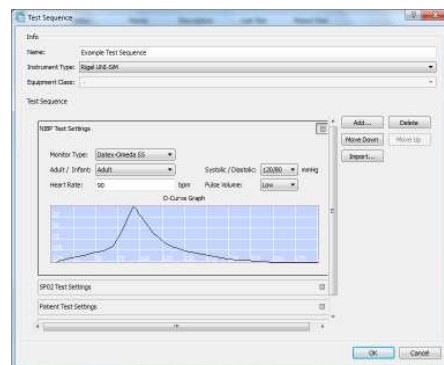 Test Sequence
Info
Name: Example Test Sequence
Instrument Type: Rigel UNI-SIM
Equipment Class: -
Test Sequence
NIBP Test Settings
Add... Delete
Monitor Type: Datex-Omeda S5
Move Down Move Up
Adult / Infant: Adult Systolic / Diastolic: 120/80 mmHg
Import...
Heart Rate: bpm Pulse Volume: Low
O-Curve Graph
SPO2 Test Settings
Patient Test Settings
OK Cancel